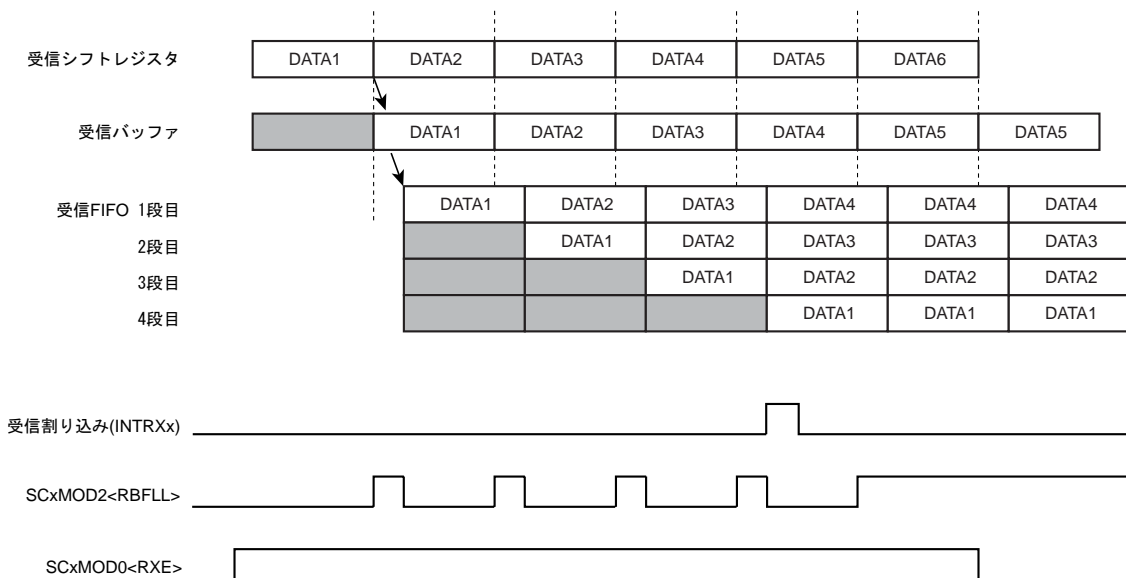 受信シフトレジスタ DATA1 DATA2 DATA3 DATA4 DATA5 DATA6
受信バッファ DATA1 DATA2 DATA3 DATA4 DATA5 DATA5
受信FIFO 1段目 DATA1 DATA2 DATA3 DATA4 DATA4 DATA4
2段目 DATA1 DATA2 DATA3 DATA3 DATA3
3段目 DATA1 DATA2 DATA2 DATA2
4段目 DATA1 DATA1 DATA1
受信割り込み(INTRXx)
SCxMOD2<RBFLL>
SCxMOD0<RXE>